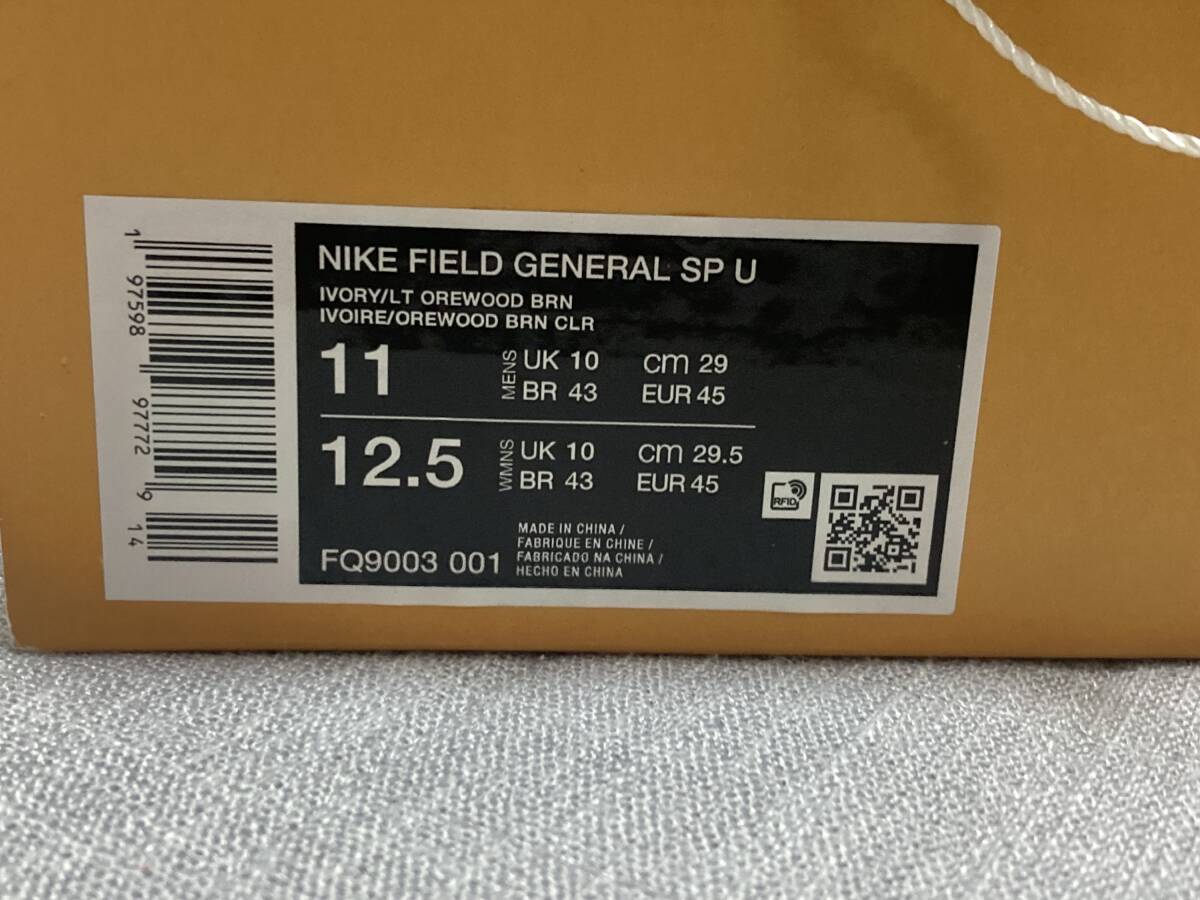 NIKE FIELD GENERAL SP U
IVORY/LT OREWOOD BRN
IVOIRE/OREWOOD BRN CLR
11 MENS UK 10 cm 29
BR 43 EUR 45
12.5 WMNS UK 10 cm 29.5
BR 43 EUR 45
FQ9003 001
MADE IN CHINA /
FABRIQUE EN CHINE /
FABRICADO NA CHINA /
HECHO EN CHINA
RFID
1 97598 97772 9 14